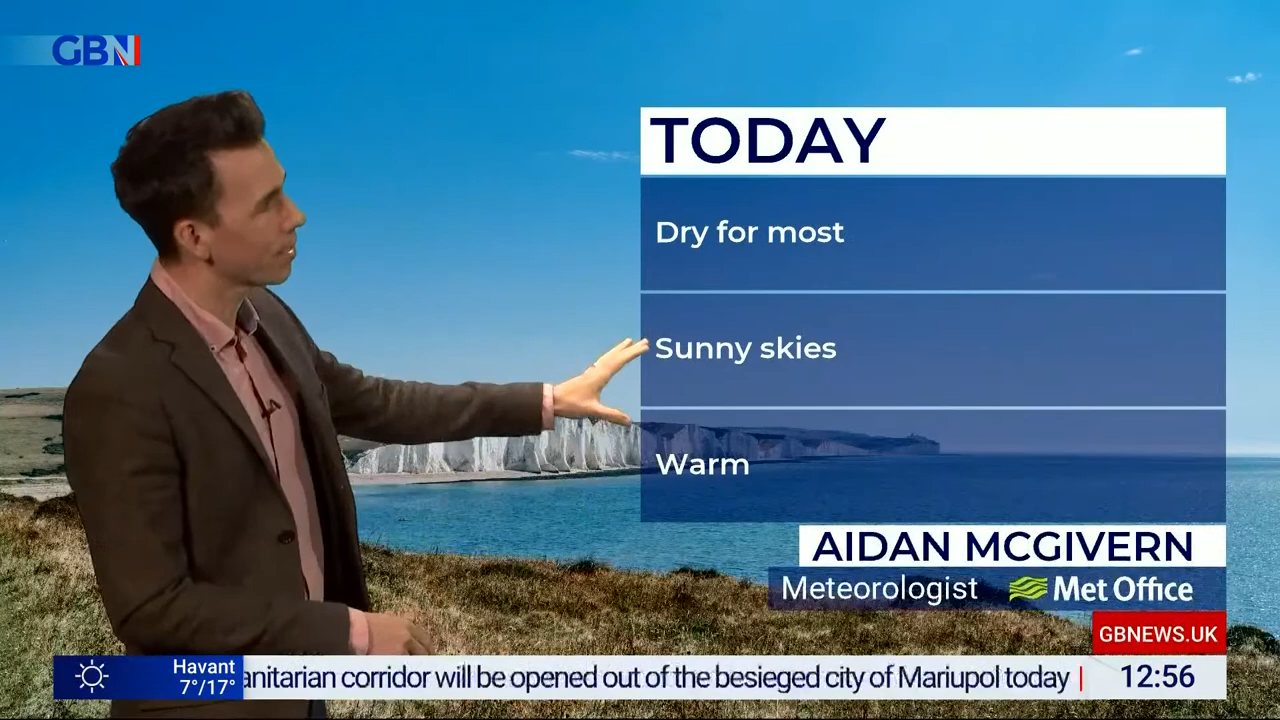 GBN
TODAY
Dry for most
Sunny skies
Warm
AIDAN MCGIVERN
Meteorologist Met Office
GBNEWS.UK
Havant
7°/17°
anitarian corridor will be opened out of the besieged city of Mariupol today | 12:56